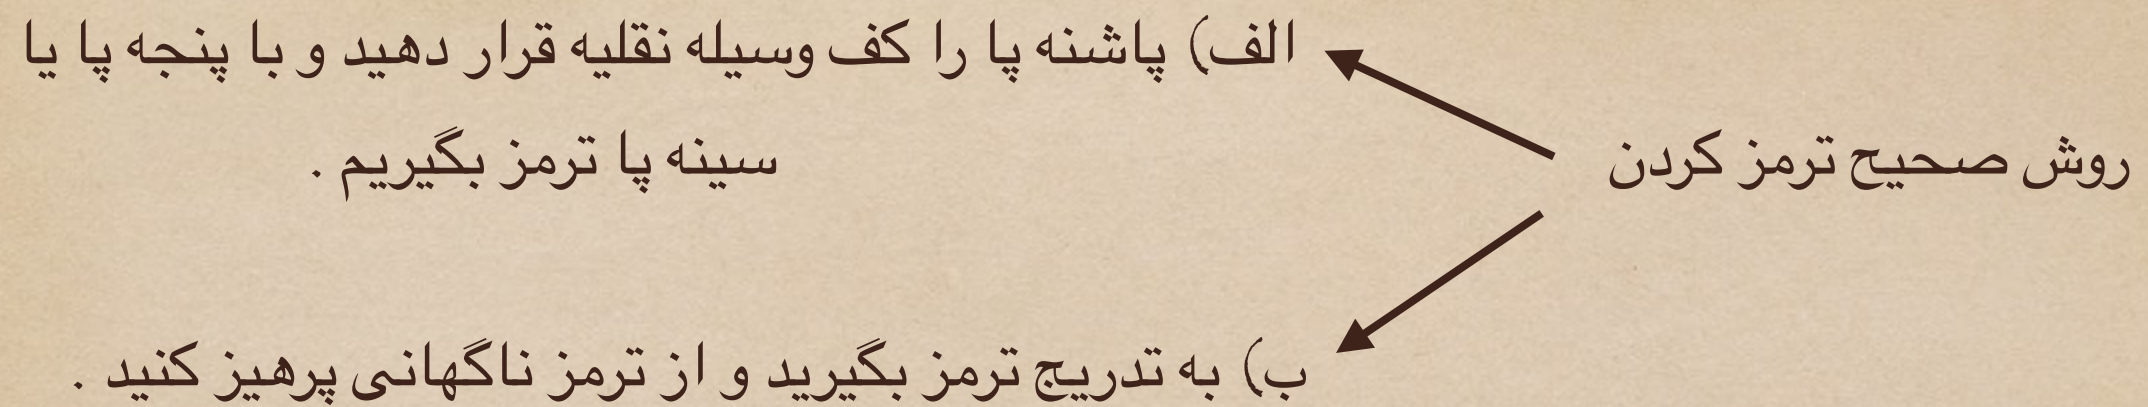 روش صحیح ترمز کردن
الف) پاشنه پا را کف وسیله نقلیه قرار دهید و با پنجه پا یا
سینه پا ترمز بگیریم .
ب) به تدریج ترمز بگیرید و از ترمز ناگهانی پرهیز کنید .